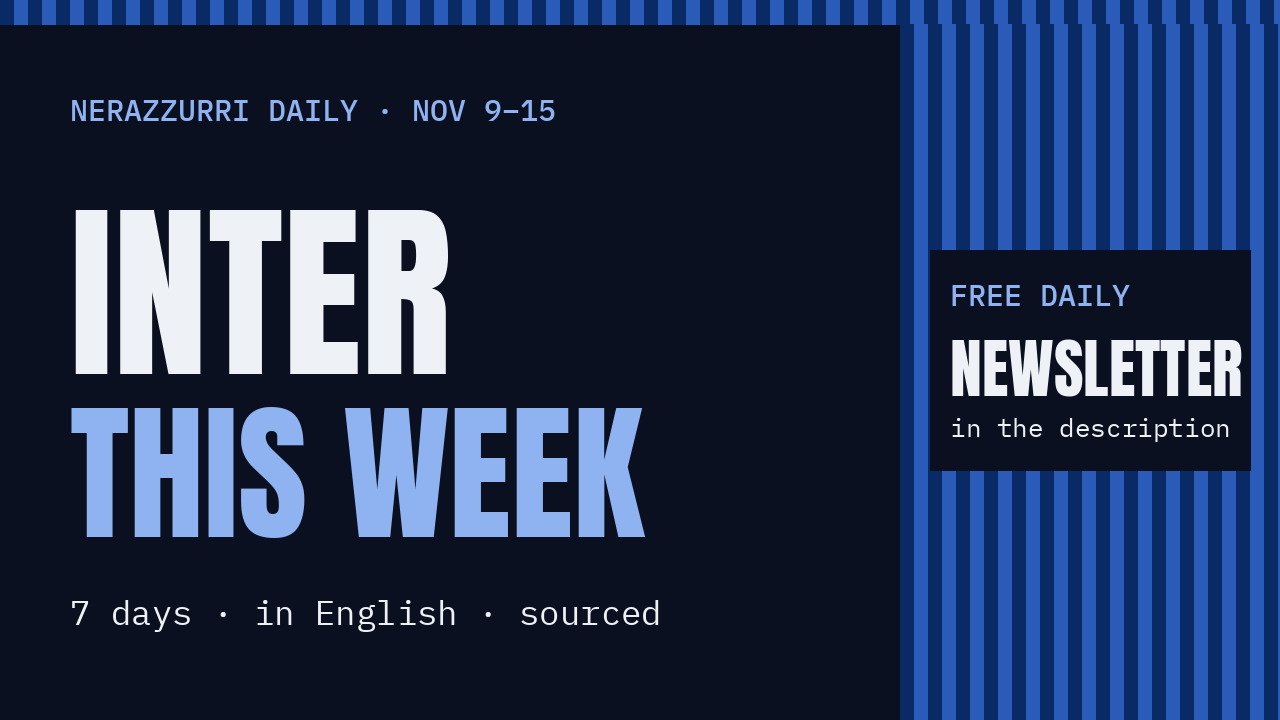 NERAZZURRI DAILY · NOV 9–15
INTER
THIS WEEK
7 days · in English · sourced
FREE DAILY
NEWSLETTER
in the description